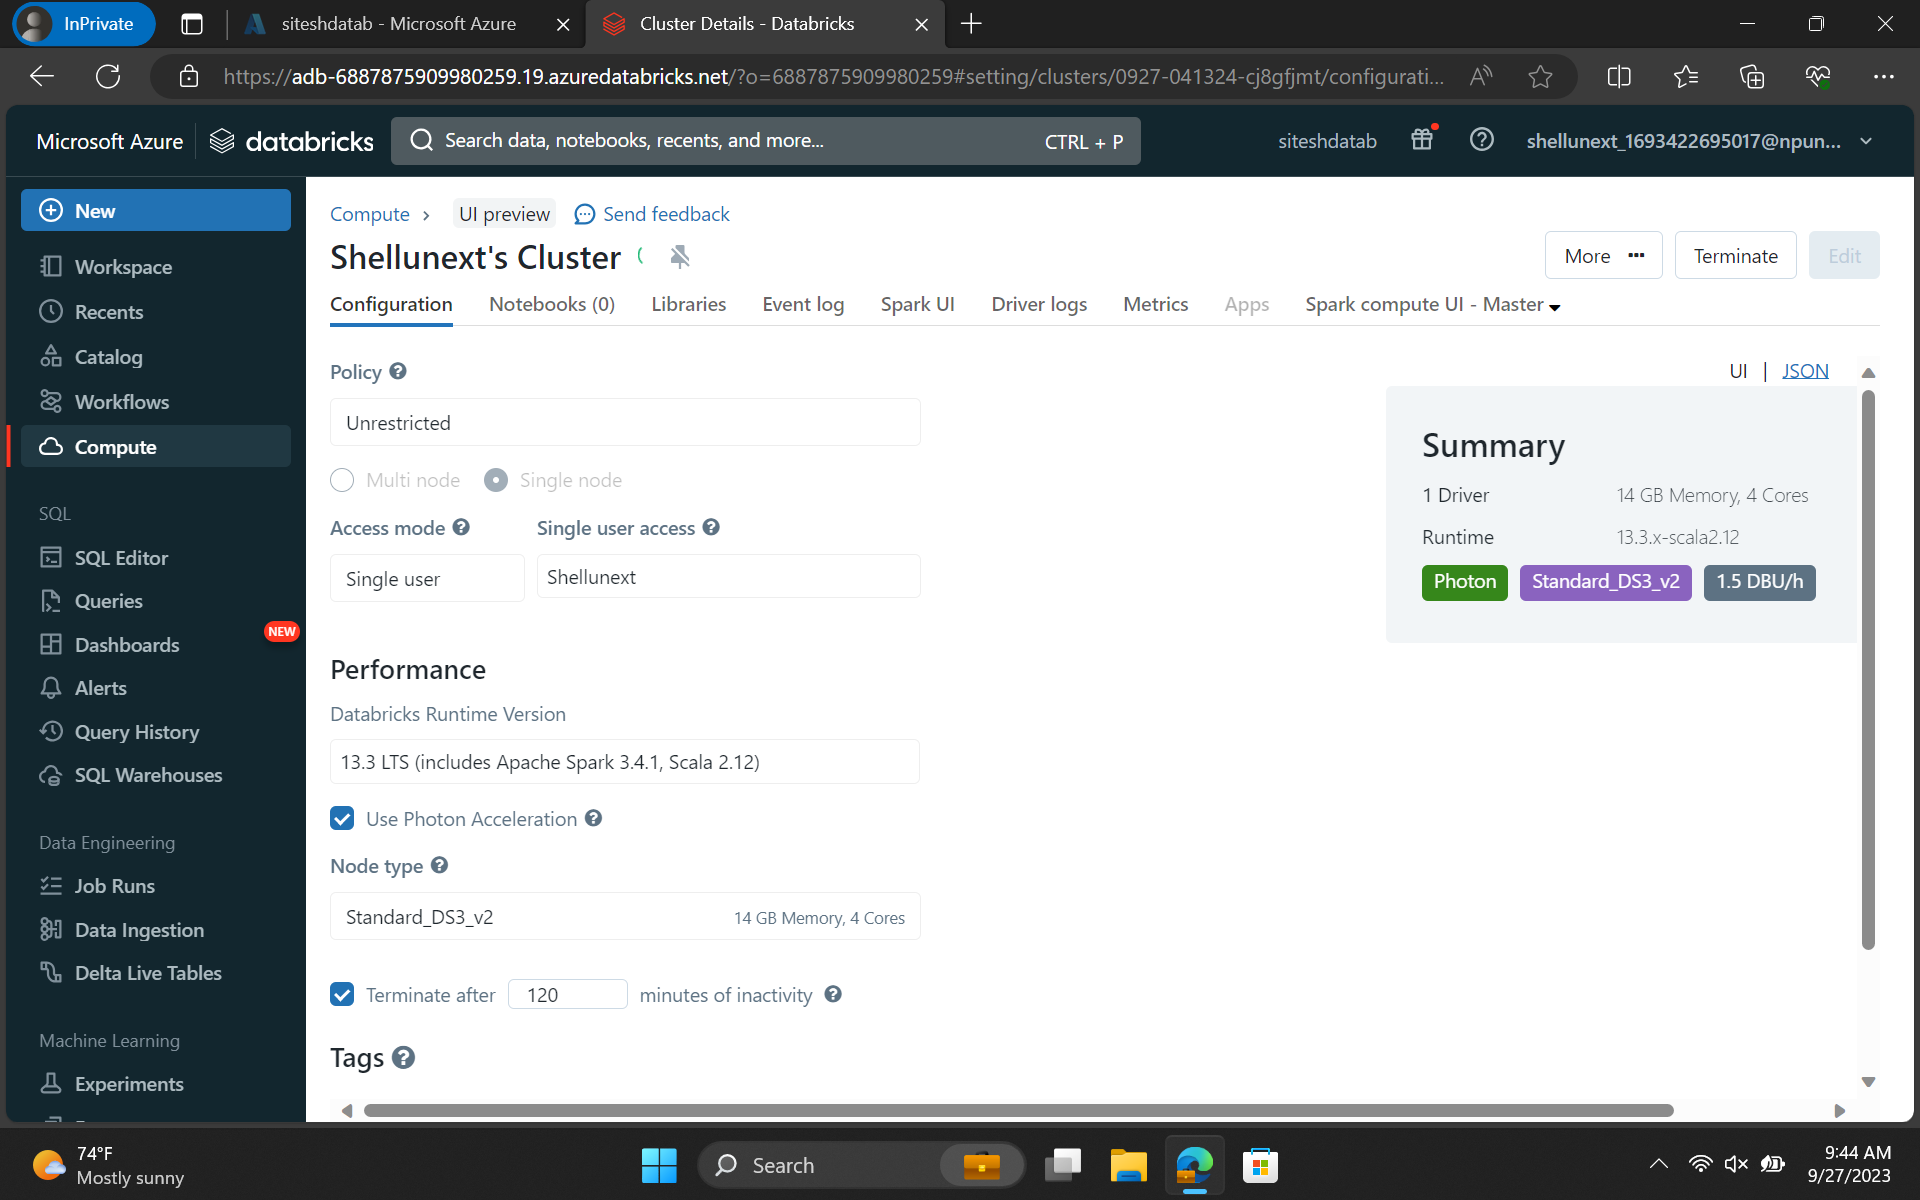 InPrivate
siteshdatab - Microsoft Azure
Cluster Details - Databricks
https://adb-6887875909980259.19.azuredatabricks.net/?o=6887875909980259#setting/clusters/0927-041324-cj8gfjmt/configurati...
Microsoft Azure
databricks
Search data, notebooks, recents, and more...
CTRL + P
siteshdatab
shellunext_1693422695017@npun...
New
Workspace
Recents
Catalog
Workflows
Compute
SQL
SQL Editor
Queries
Dashboards
NEW
Alerts
Query History
SQL Warehouses
Data Engineering
Job Runs
Data Ingestion
Delta Live Tables
Machine Learning
Experiments
Compute > UI preview Send feedback
Shellunext's Cluster
More ...
Terminate
Edit
Configuration
Notebooks (0)
Libraries
Event log
Spark UI
Driver logs
Metrics
Apps
Spark compute UI - Master
Policy
UI | JSON
Unrestricted
Multi node
Single node
Access mode
Single user access
Single user
Shellunext
Summary
1 Driver 14 GB Memory, 4 Cores
Runtime 13.3.x-scala2.12
Photon Standard_DS3_v2 1.5 DBU/h
Performance
Databricks Runtime Version
13.3 LTS (includes Apache Spark 3.4.1, Scala 2.12)
Use Photon Acceleration
Node type
Standard_DS3_v2 14 GB Memory, 4 Cores
Terminate after 120 minutes of inactivity
Tags
74°F
Mostly sunny
Search
9:44 AM
9/27/2023